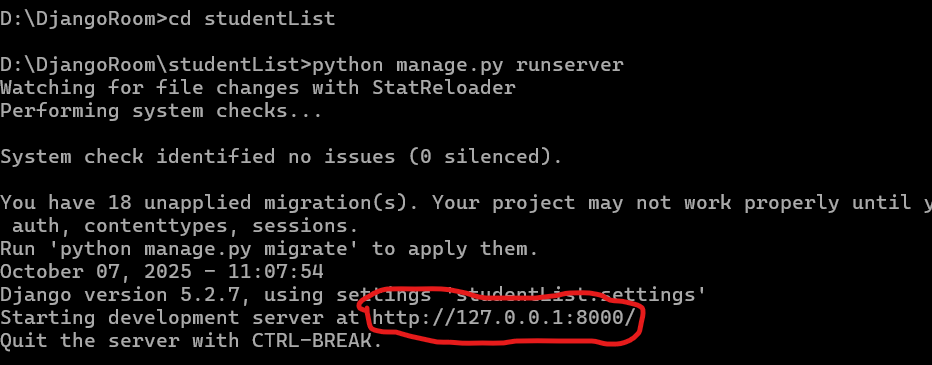 D:\DjangoRoom>cd studentList
D:\DjangoRoom\studentList>python manage.py runserver
Watching for file changes with StatReloader
Performing system checks...
System check identified no issues (0 silenced).
You have 18 unapplied migration(s). Your project may not work properly until
auth, contenttypes, sessions.
Run 'python manage.py migrate' to apply them.
October 07, 2025 - 11:07:54
Django version 5.2.7, using settings 'studentList.settings'
Starting development server at http://127.0.0.1:8000/
Quit the server with CTRL-BREAK.